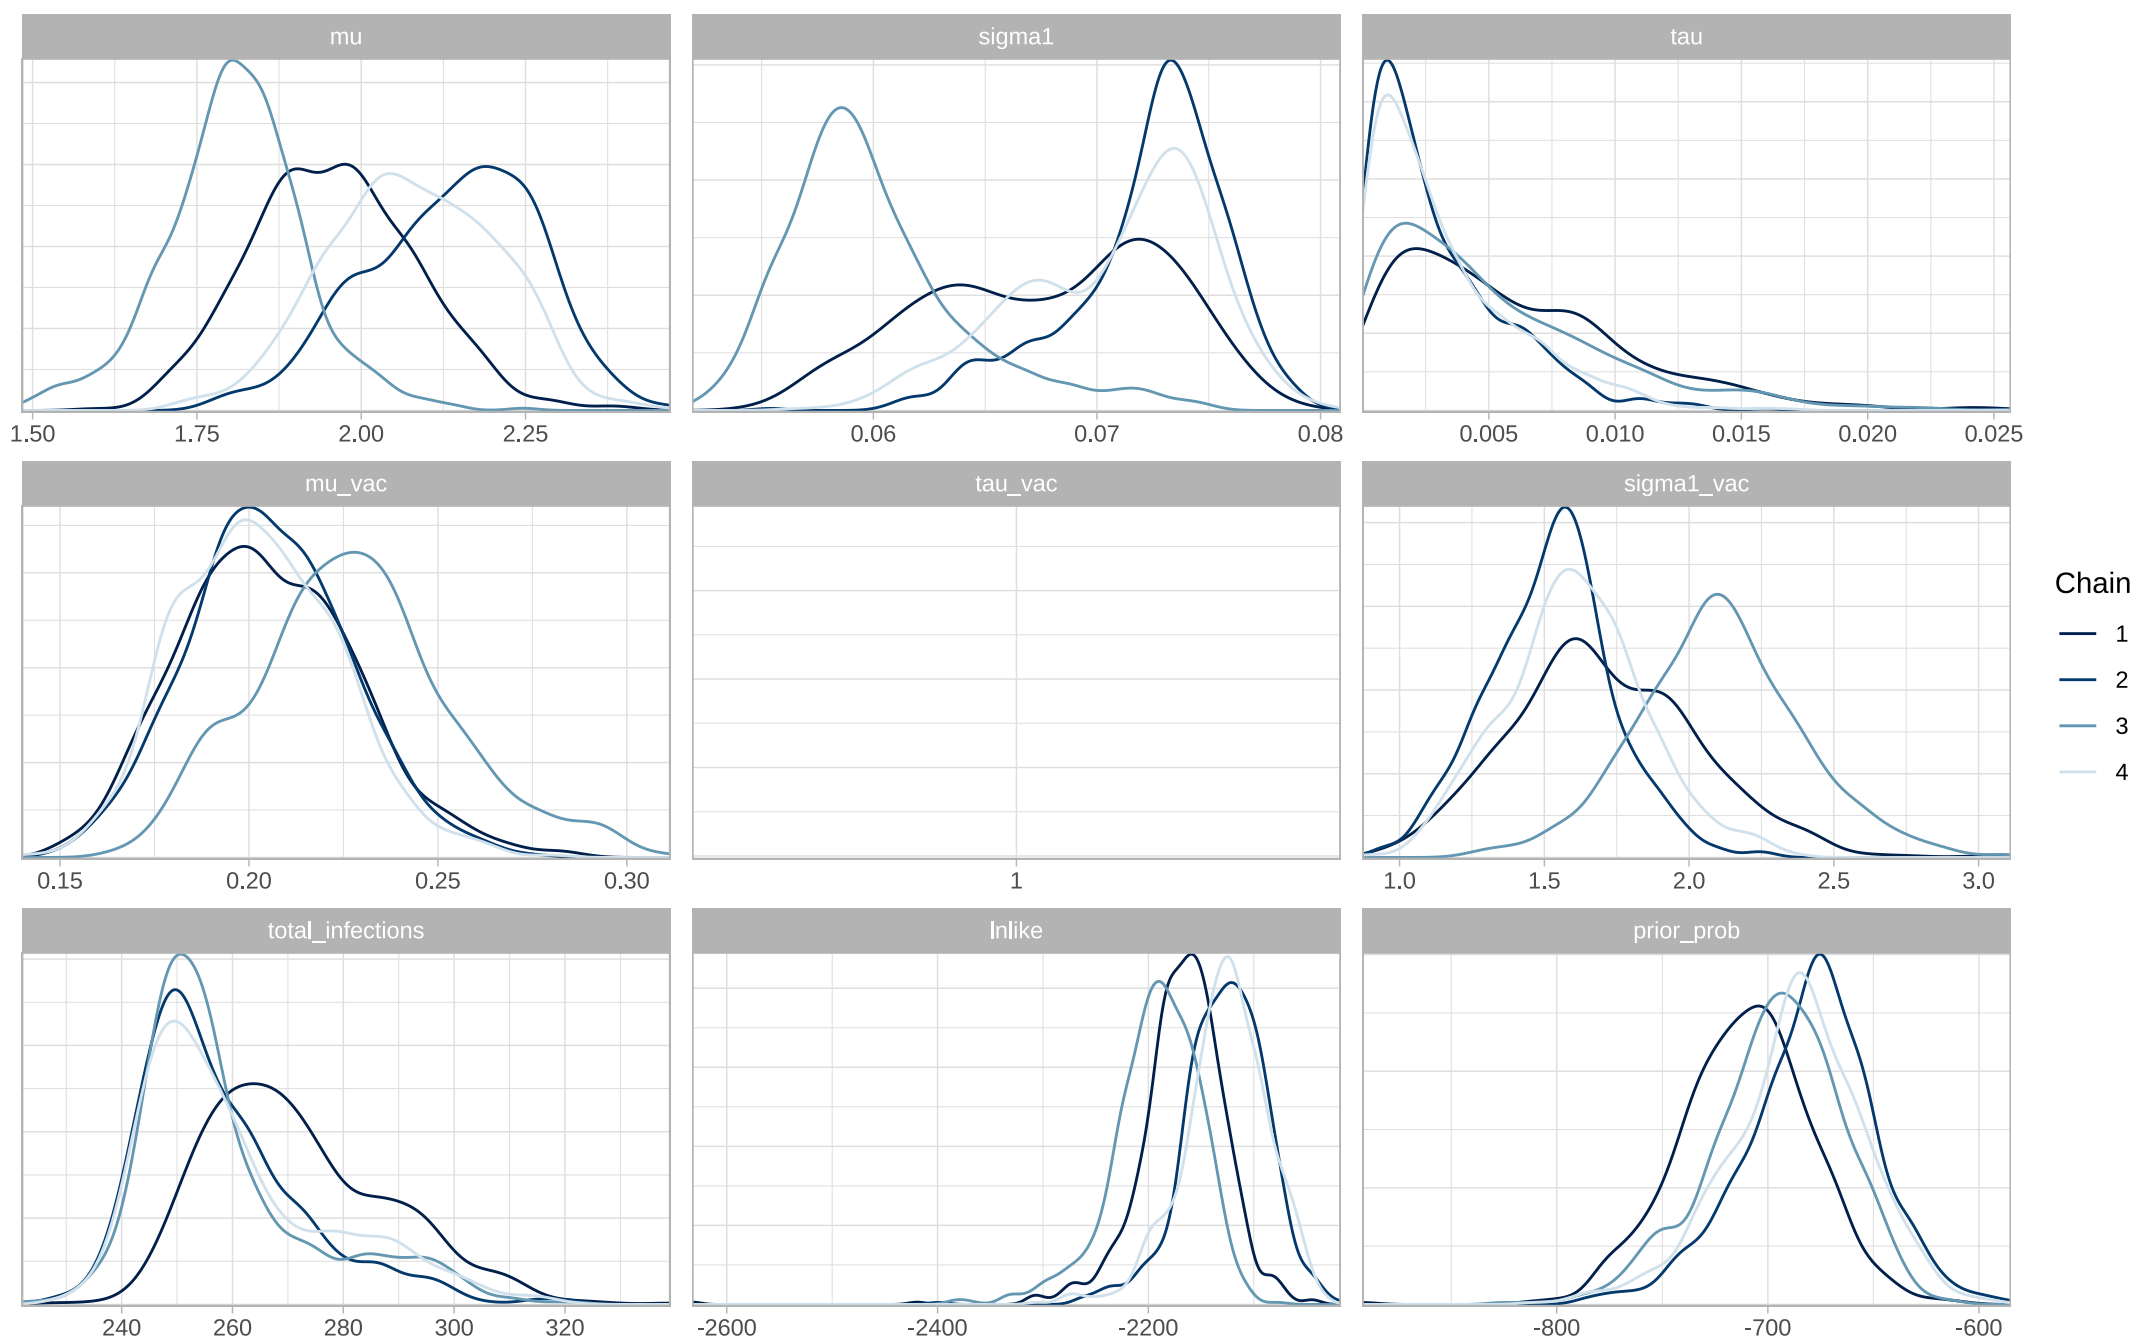 mu sigma1 tau
1.50 1.75 2.00 2.25 0.06 0.07 0.08 0.005 0.010 0.015 0.020 0.025
mu_vac tau_vac sigma1_vac
0.15 0.20 0.25 0.30 1 1.0 1.5 2.0 2.5 3.0
Chain
1
2
3
4
total_infections lnlike prior_prob
240 260 280 300 320 -2600 -2400 -2200 -800 -700 -600